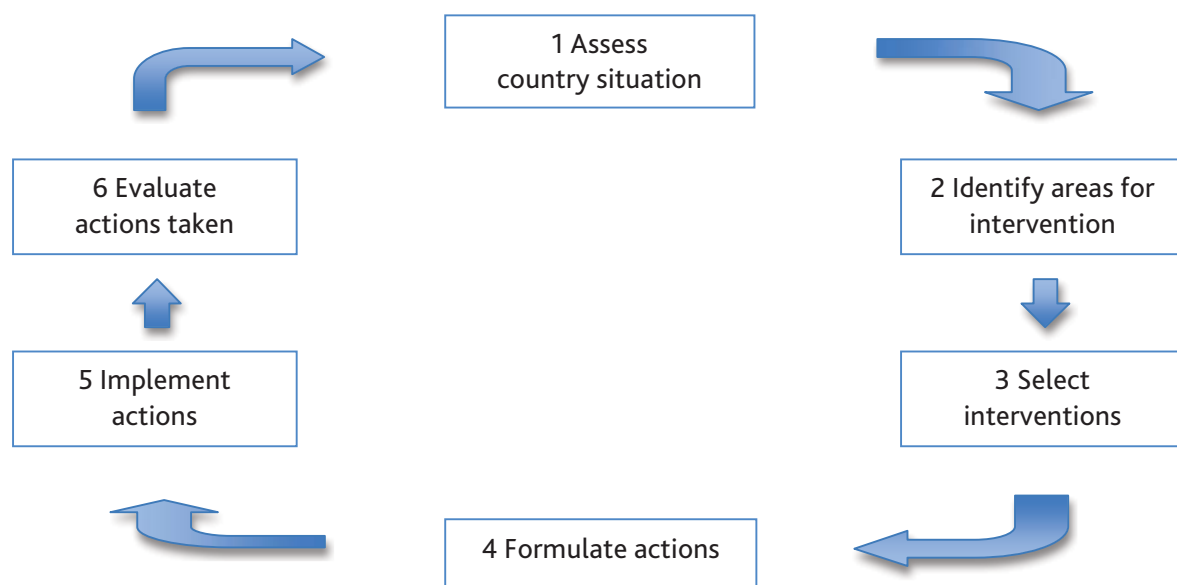 1 Assess
country situation
2 Identify areas for
intervention
3 Select
interventions
4 Formulate actions
5 Implement
actions
6 Evaluate
actions taken